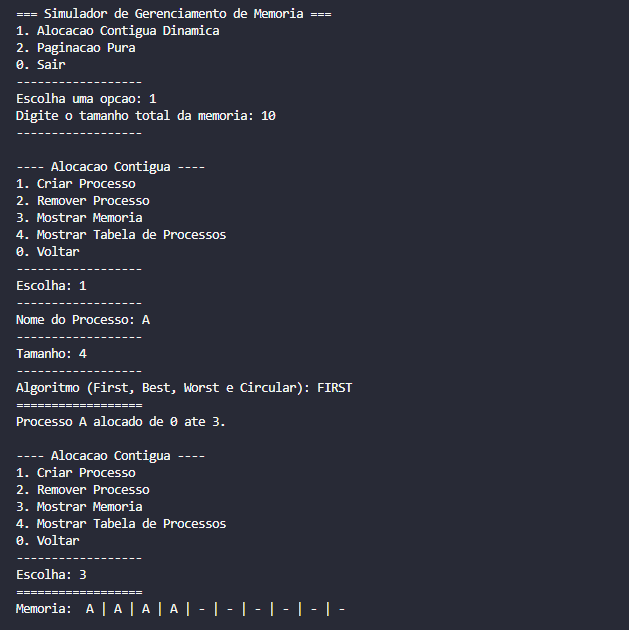 === Simulador de Gerenciamento de Memoria ===
1. Alocacao Contigua Dinamica
2. Paginacao Pura
0. Sair
------------------
Escolha uma opcao: 1
Digite o tamanho total da memoria: 10
------------------
---- Alocacao Contigua ----
1. Criar Processo
2. Remover Processo
3. Mostrar Memoria
4. Mostrar Tabela de Processos
0. Voltar
------------------
Escolha: 1
------------------
Nome do Processo: A
------------------
Tamanho: 4
------------------
Algoritmo (First, Best, Worst e Circular): FIRST
==================
Processo A alocado de 0 ate 3.
---- Alocacao Contigua ----
1. Criar Processo
2. Remover Processo
3. Mostrar Memoria
4. Mostrar Tabela de Processos
0. Voltar
------------------
Escolha: 3
==================
Memoria:  A | A | A | A | - | - | - | - | - | -